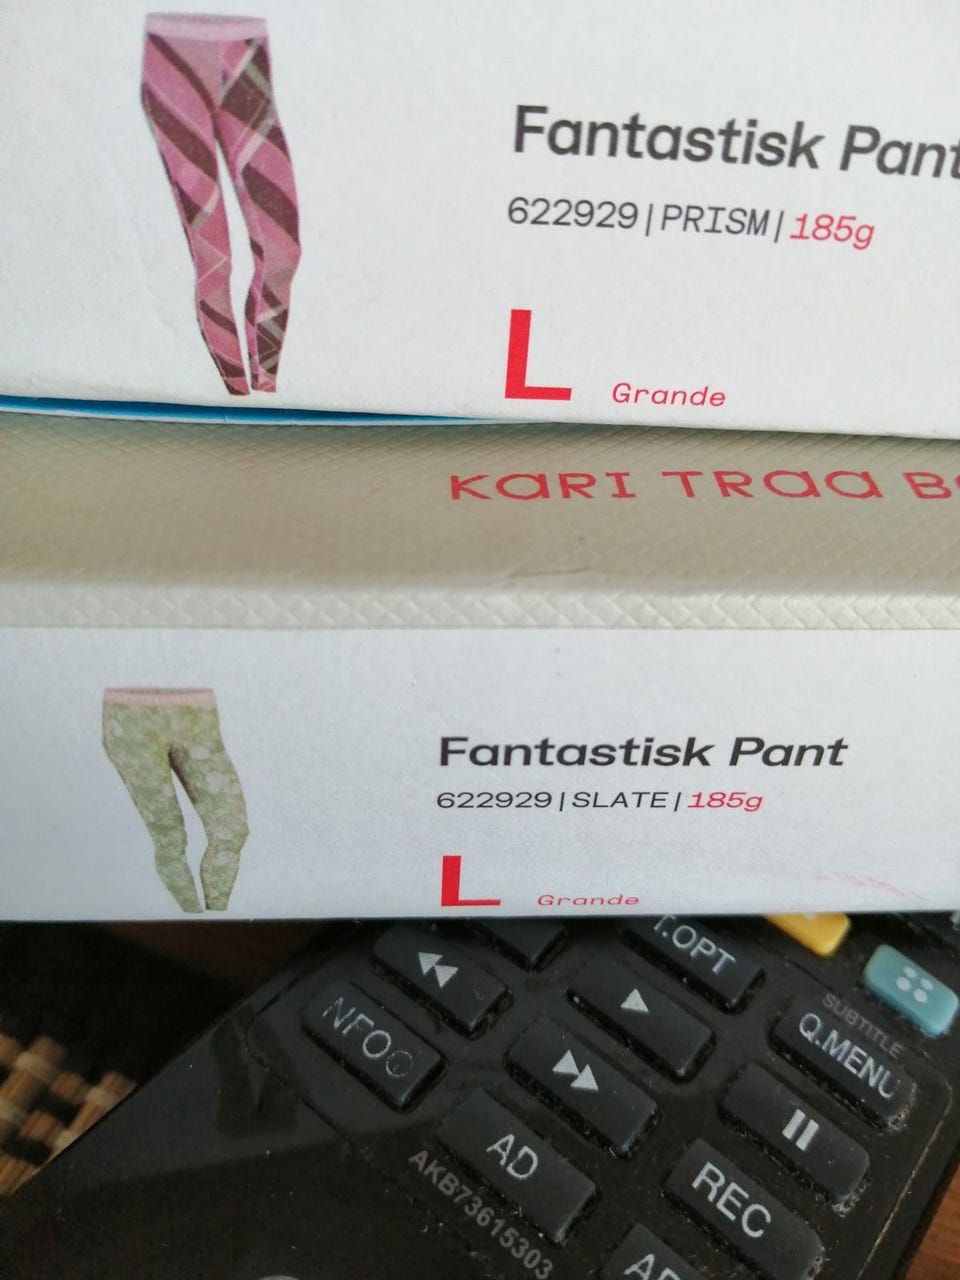 Fantastisk Pant
622929|PRISM|185g
L Grande
KARI TRAA B
Fantastisk Pant
622929|SLATE|185g
L Grande
T.OPT
SUBTITLE
Q.MENU
INFO
AD
REC
AKB73615303